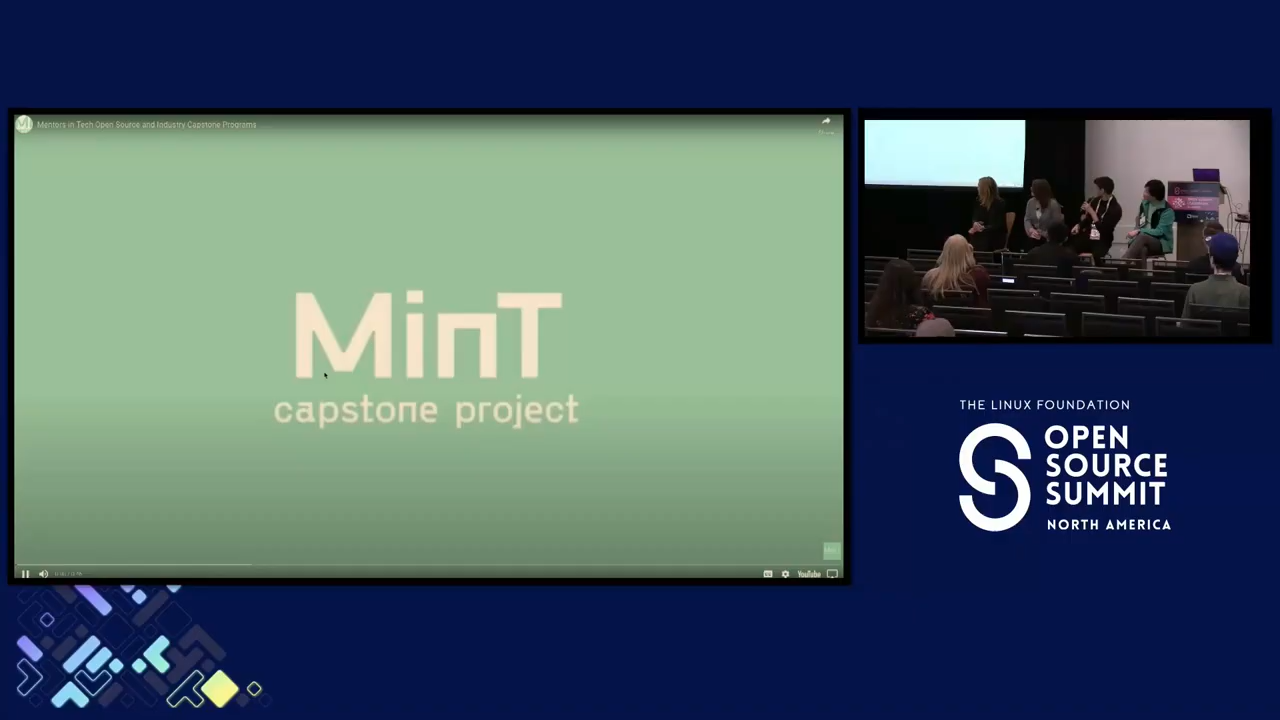 Mentors in Tech Open Source and Industry Capstone Programs
Share
MinT
capstone project
YouTube
THE LINUX FOUNDATION
OPEN
SOURCE
SUMMIT
NORTH AMERICA